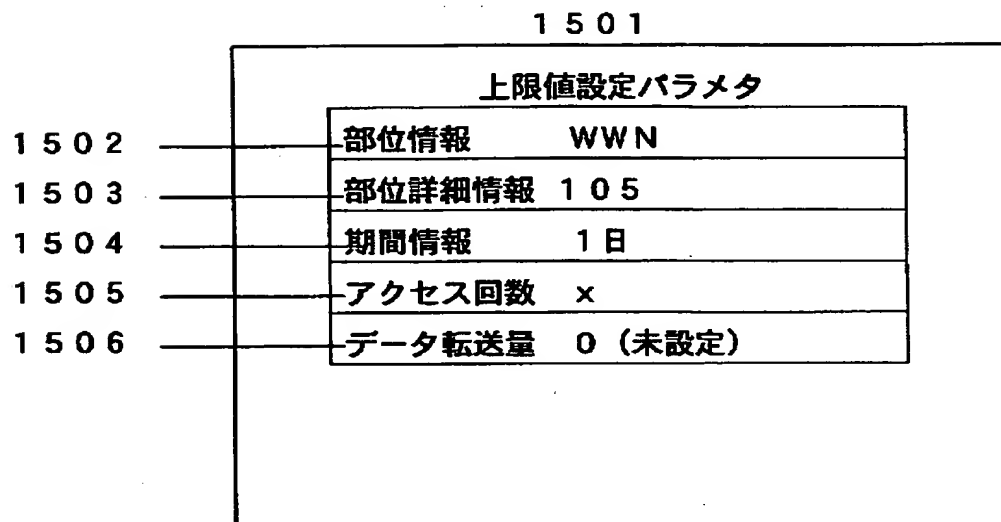 1501
上限値設定パラメタ
1502 部位情報 WWN
1503 部位詳細情報 105
1504 期間情報 1日
1505 アクセス回数 x
1506 データ転送量 0（未設定）